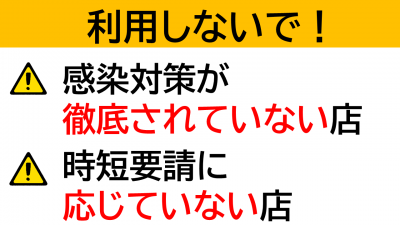 利用しないで！
感染対策が
徹底されていない店
時短要請に
応じていない店